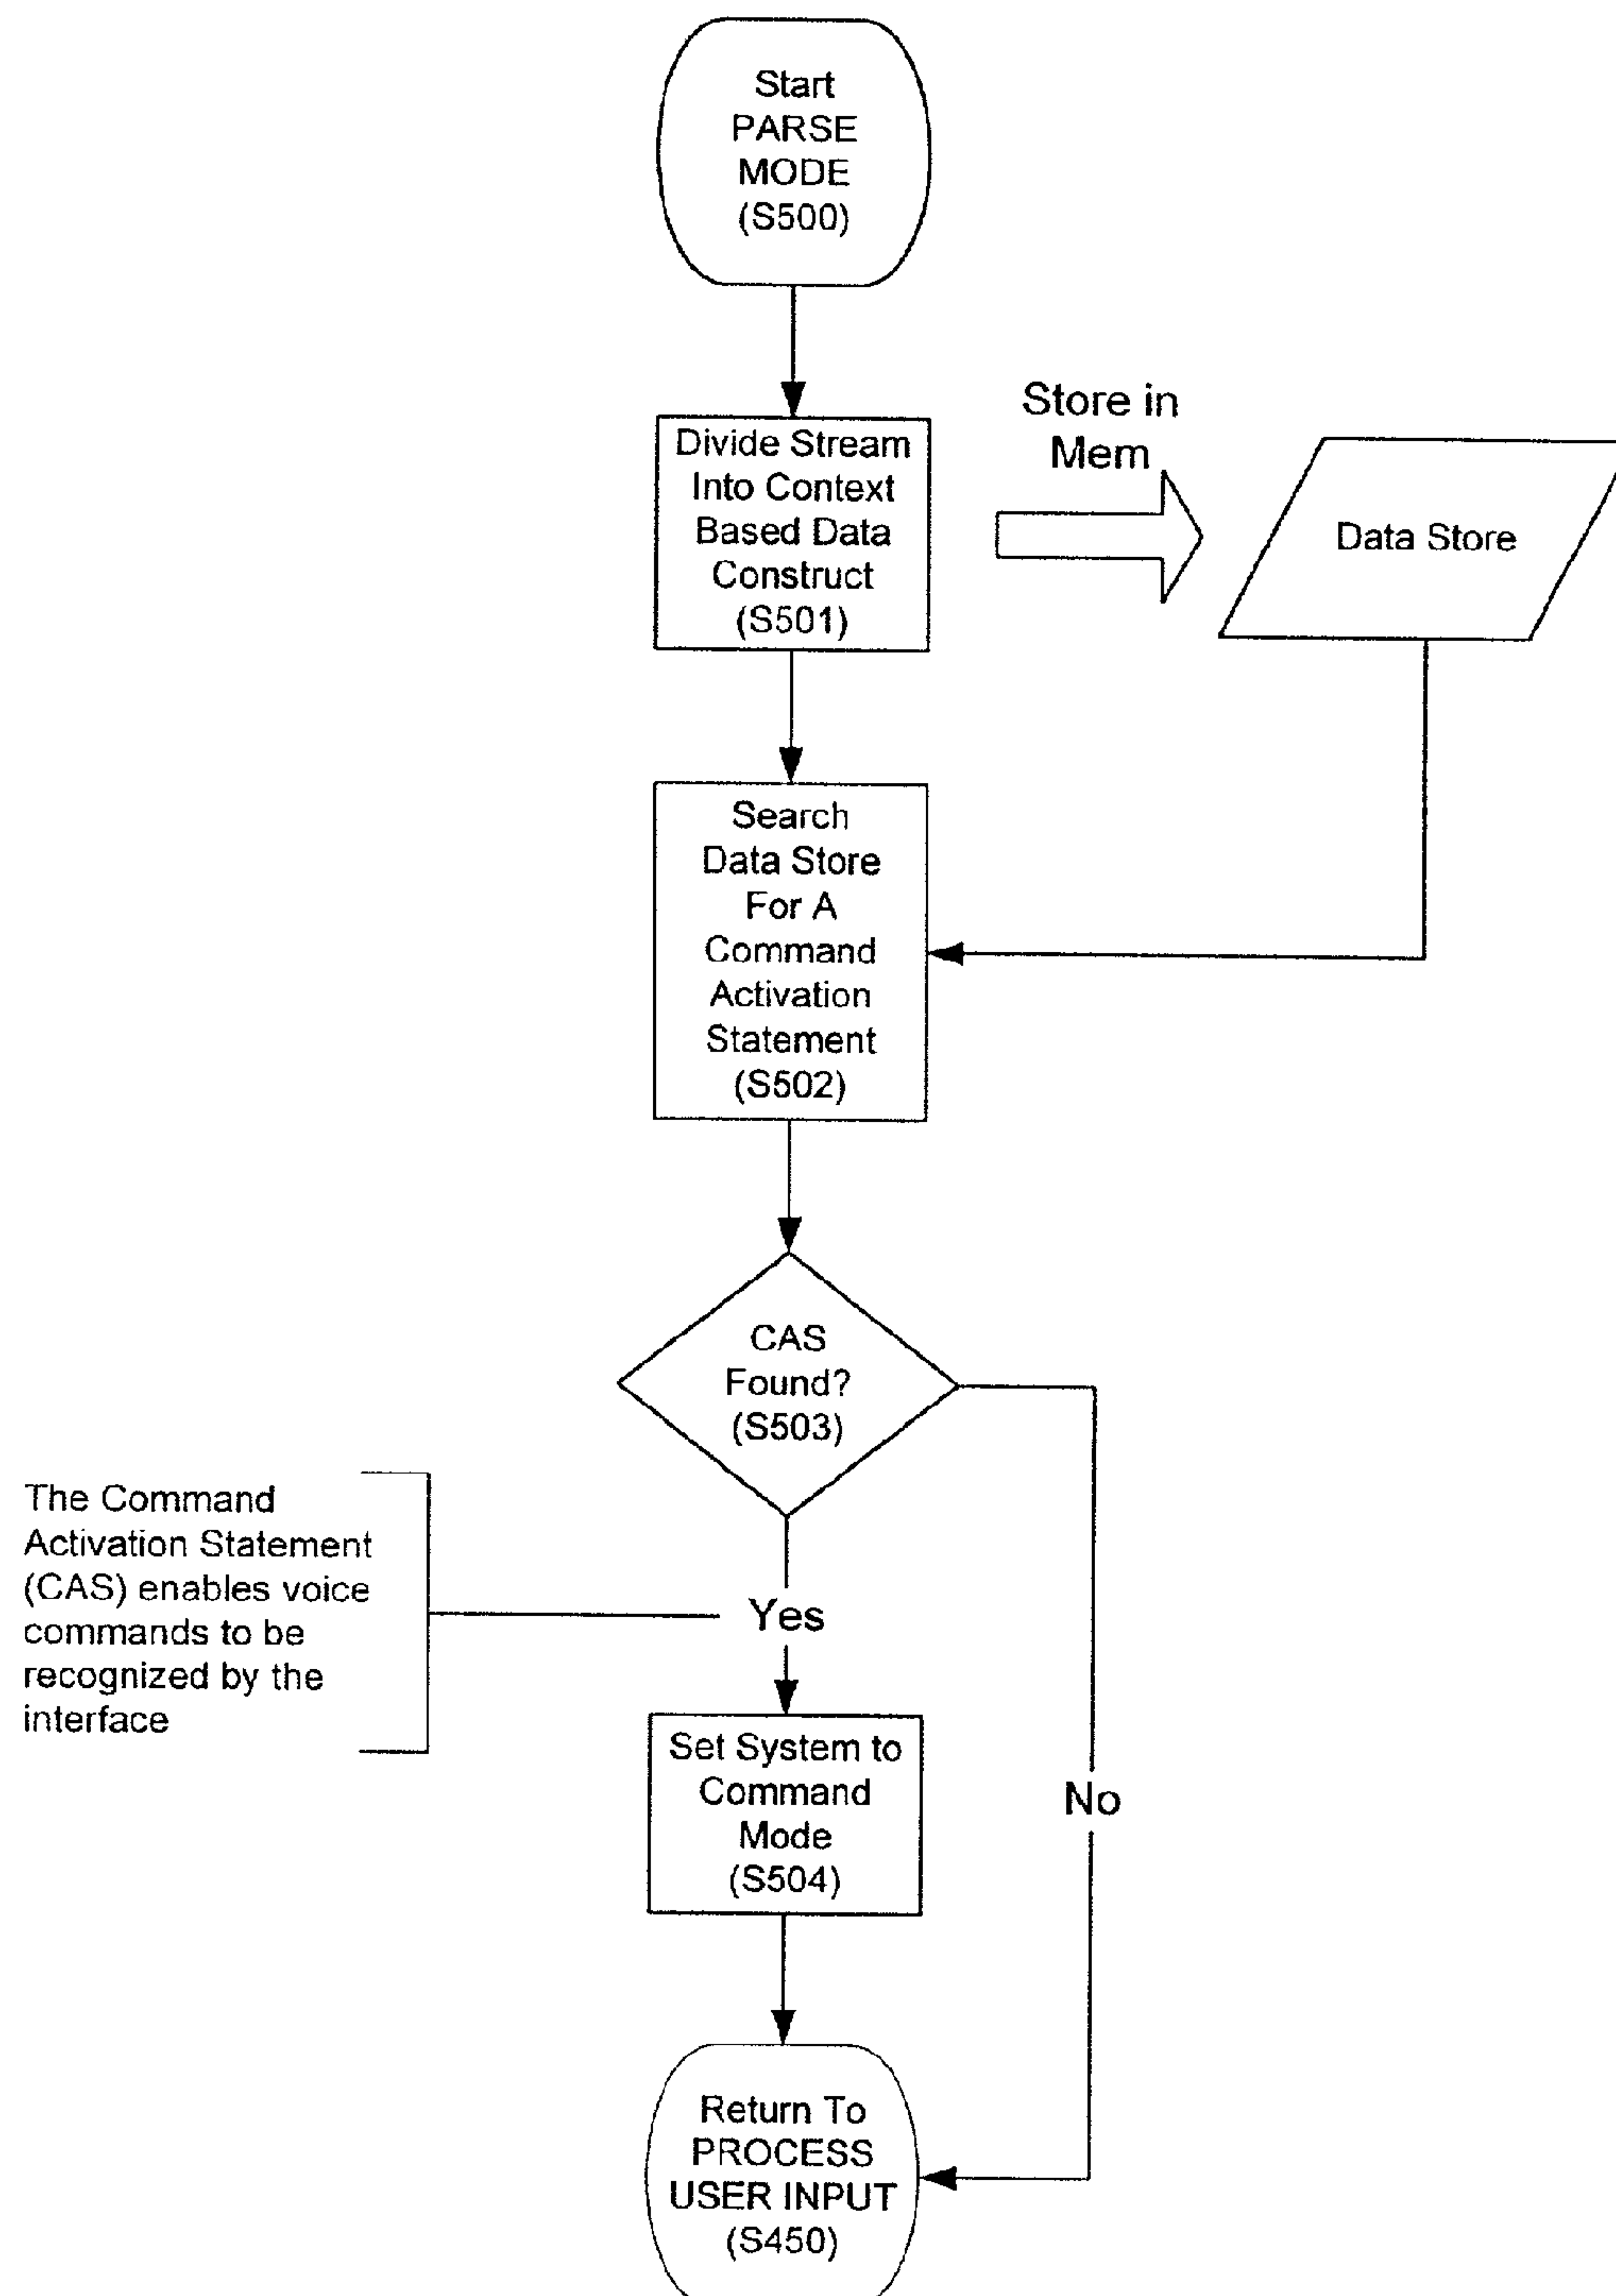 Start
PARSE
MODE
(S500)
Divide Stream
Into Context
Based Data
Construct
(S501)
Store in
Mem
Data Store
Search
Data Store
For A
Command
Activation
Statement
(S502)
CAS
Found?
(S503)
The Command
Activation Statement
(CAS) enables voice
commands to be
recognized by the
interface
Yes
Set System to
Command
Mode
(S504)
No
Return To
PROCESS
USER INPUT
(S450)